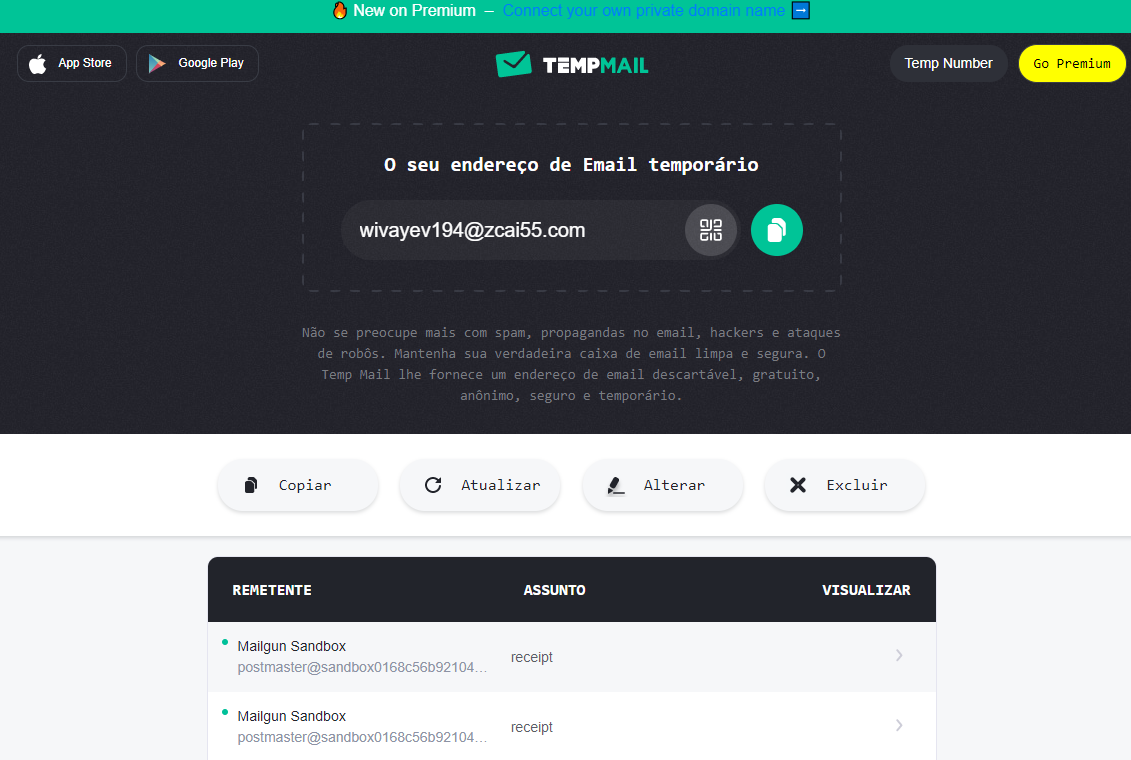 New on Premium – Connect your own private domain name
App Store
Google Play
TEMPMAIL
Temp Number
Go Premium
O seu endereço de Email temporário
wivayev194@zcai55.com
Não se preocupe mais com spam, propagandas no email, hackers e ataques
de robôs. Mantenha sua verdadeira caixa de email limpa e segura. O
Temp Mail lhe fornece um endereço de email descartável, gratuito,
anônimo, seguro e temporário.
Copiar
Atualizar
Alterar
Excluir
REMETENTE ASSUNTO VISUALIZAR
Mailgun Sandbox
postmaster@sandbox0168c56b92104...
receipt
Mailgun Sandbox
postmaster@sandbox0168c56b92104...
receipt